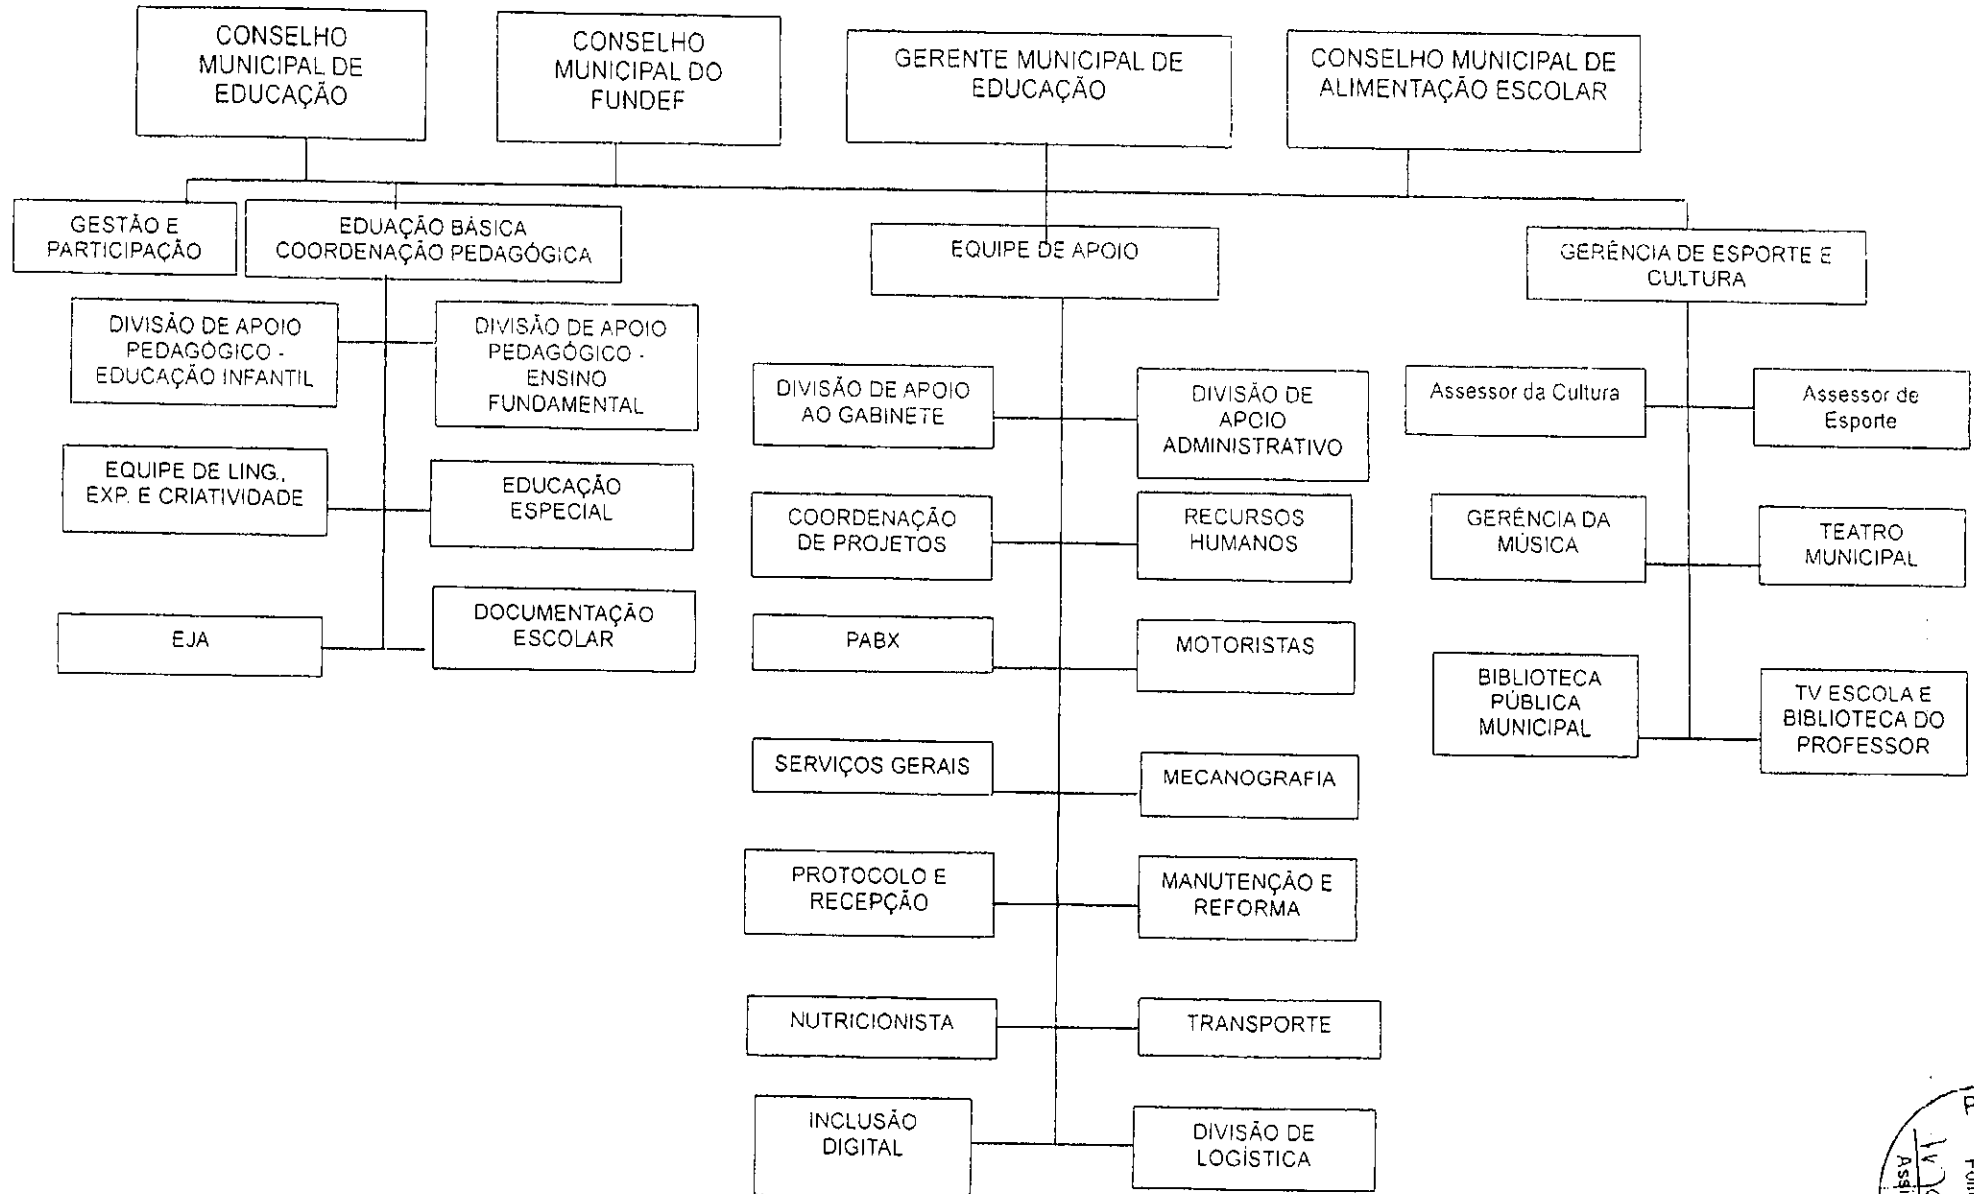 CONSELHO
MUNICIPAL DE
EDUCAÇÃO
CONSELHO
MUNICIPAL DO
FUNDEF
GERENTE MUNICIPAL DE
EDUCAÇÃO
CONSELHO MUNICIPAL DE
ALIMENTAÇÃO ESCOLAR
GESTÃO E
PARTICIPAÇÃO
EDUAÇÃO BÁSICA
COORDENAÇÃO PEDAGÓGICA
EQUIPE DE APOIO
GERÊNCIA DE ESPORTE E
CULTURA
DIVISÃO DE APOIO
PEDAGÓGICO -
EDUCAÇÃO INFANTIL
DIVISÃO DE APOIO
PEDAGÓGICO -
ENSINO
FUNDAMENTAL
EQUIPE DE LING.,
EXP. E CRIATIVIDADE
EDUCAÇÃO
ESPECIAL
EJA
DOCUMENTAÇÃO
ESCOLAR
DIVISÃO DE APOIO
AO GABINETE
DIVISÃO DE
APOIO
ADMINISTRATIVO
COORDENAÇÃO
DE PROJETOS
RECURSOS
HUMANOS
PABX
MOTORISTAS
SERVIÇOS GERAIS
MECANOGRAFIA
PROTOCOLO E
RECEPÇÃO
MANUTENÇÃO E
REFORMA
NUTRICIONISTA
TRANSPORTE
INCLUSÃO
DIGITAL
DIVISÃO DE
LOGÍSTICA
Assessor da Cultura
Assessor de
Esporte
GERÊNCIA DA
MÚSICA
TEATRO
MUNICIPAL
BIBLIOTECA
PÚBLICA
MUNICIPAL
TV ESCOLA E
BIBLIOTECA DO
PROFESSOR